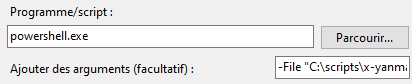 Programme/script :
powershell.exe
Parcourir...
Ajouter des arguments (facultatif) :
-File "C:\scripts\x-yanm